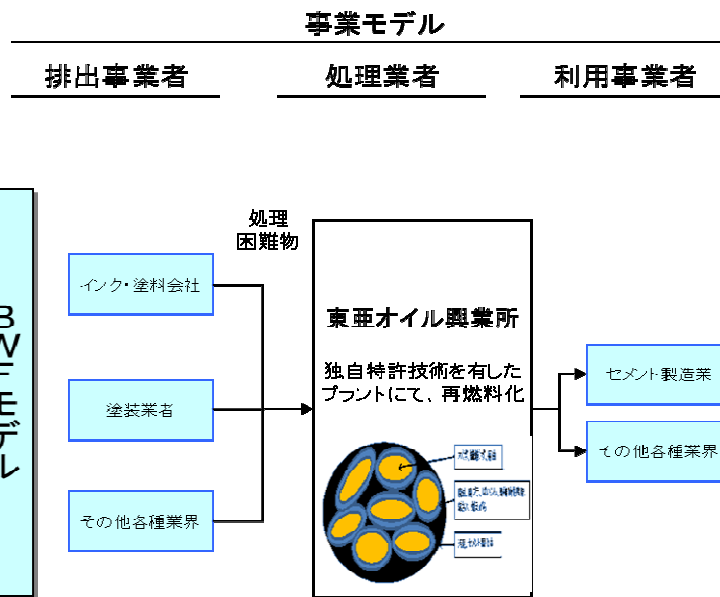 事業モデル
排出事業者
処理業者
利用事業者
処理
困難物
BWFモデル
インク・塗料会社
塗装業者
その他各種業界
東亜オイル興業所
独自特許技術を有した
プラントにて、再燃料化
セメント製造業
その他各種業界